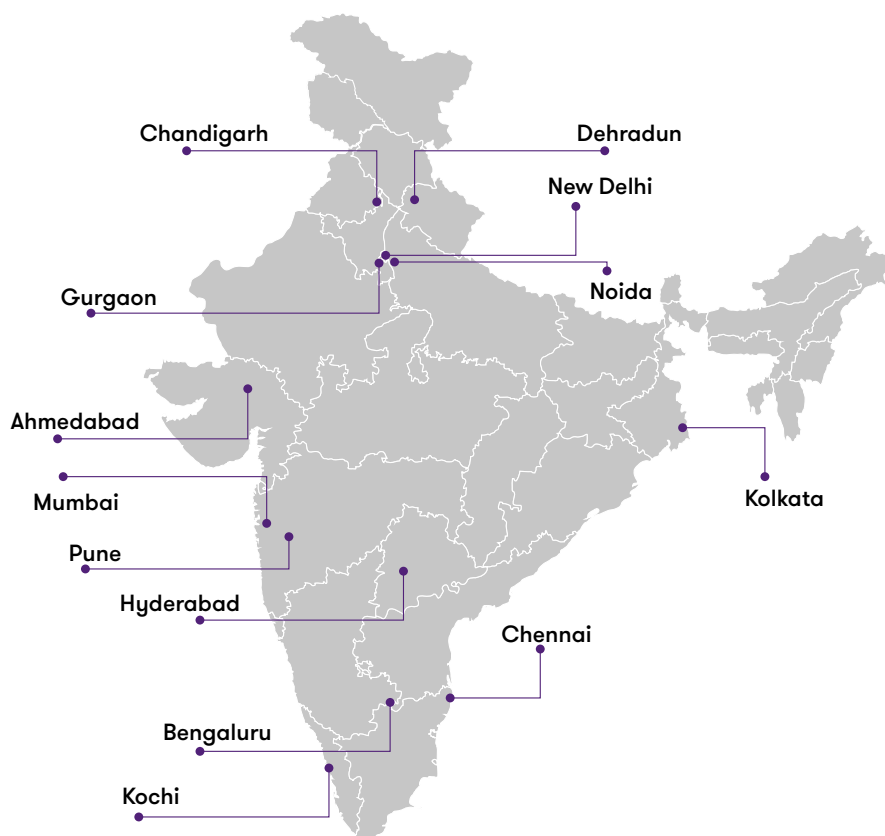 Chandigarh
Dehradun
New Delhi
Gurgaon
Noida
Ahmedabad
Mumbai
Kolkata
Pune
Hyderabad
Chennai
Bengaluru
Kochi